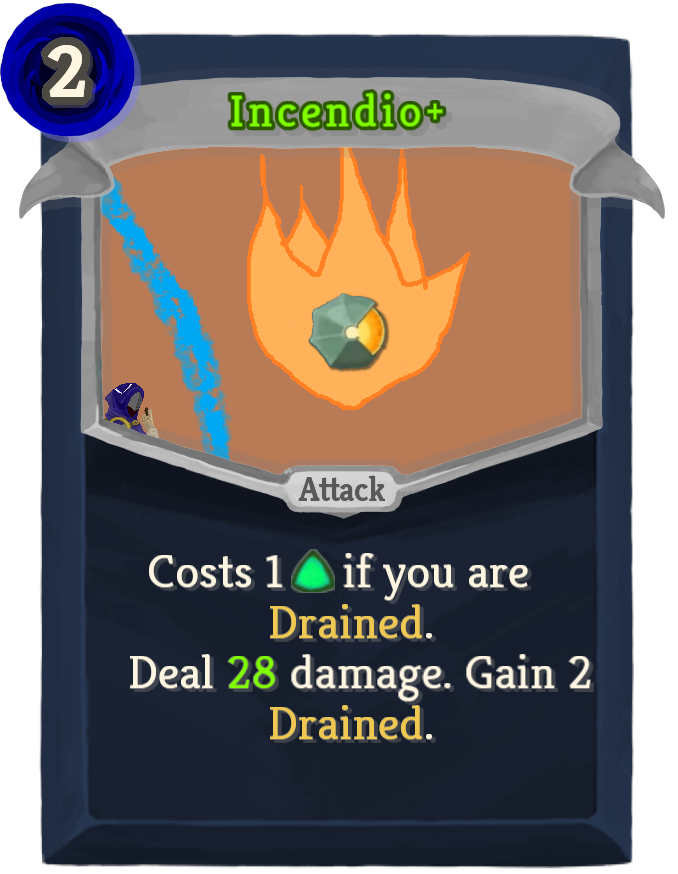 2
Incendio+
Attack
Costs 1 if you are
Drained.
Deal 28 damage. Gain 2
Drained.